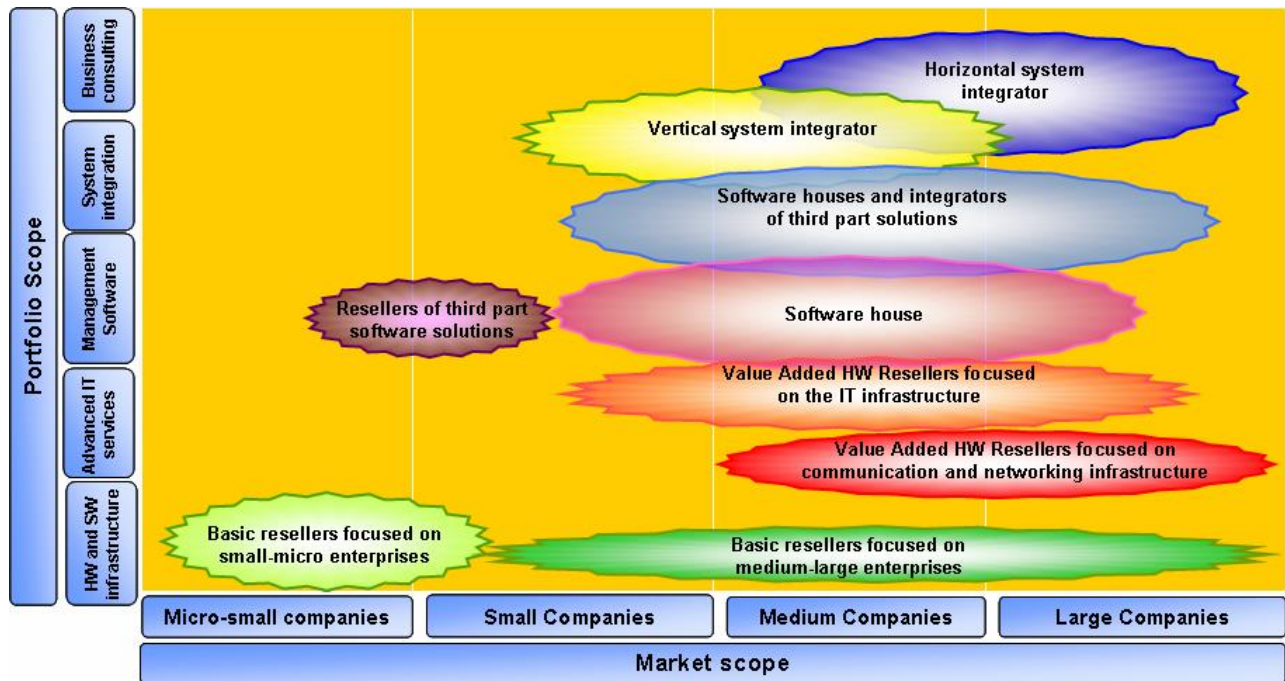 Portfolio Scope
Business
consulting
System
integration
Management
Software
Advanced IT
services
HW and SW
infrastructure
Horizontal system
integrator
Vertical system integrator
Software houses and integrators
of third part solutions
Resellers of third part
software solutions
Software house
Value Added HW Resellers focused
on the IT infrastructure
Value Added HW Resellers focused on
communication and networking infrastructure
Basic resellers focused on
small-micro enterprises
Basic resellers focused on
medium-large enterprises
Micro-small companies
Small Companies
Medium Companies
Large Companies
Market scope